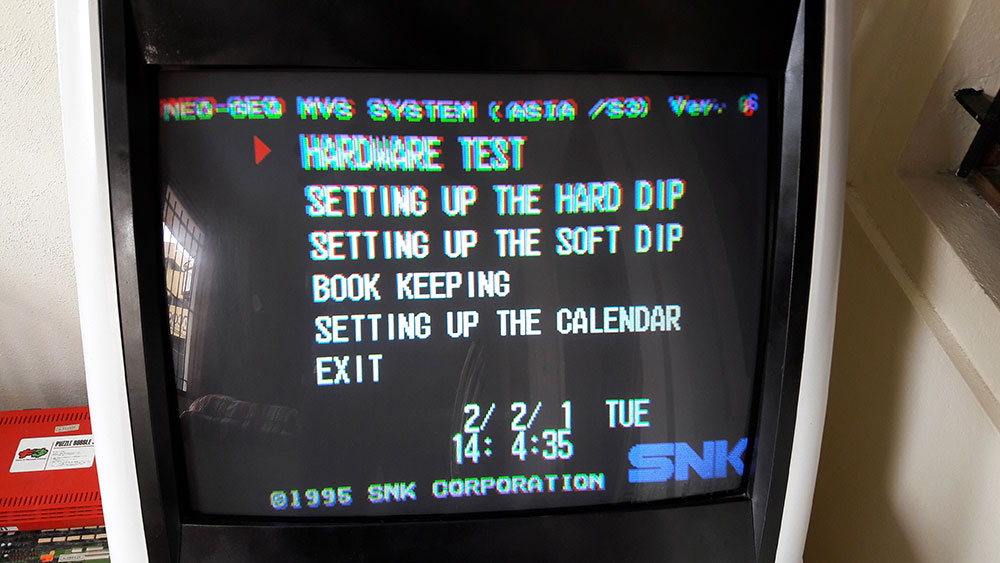 NEO-GEO MVS SYSTEM (ASIA /S3) Ver. 6
HARDWARE TEST
SETTING UP THE HARD DIP
SETTING UP THE SOFT DIP
BOOK KEEPING
SETTING UP THE CALENDAR
EXIT
2/ 2/ 1 TUE
14: 4:35
SNK
©1995 SNK CORPORATION
PUZZLE BOBBLE